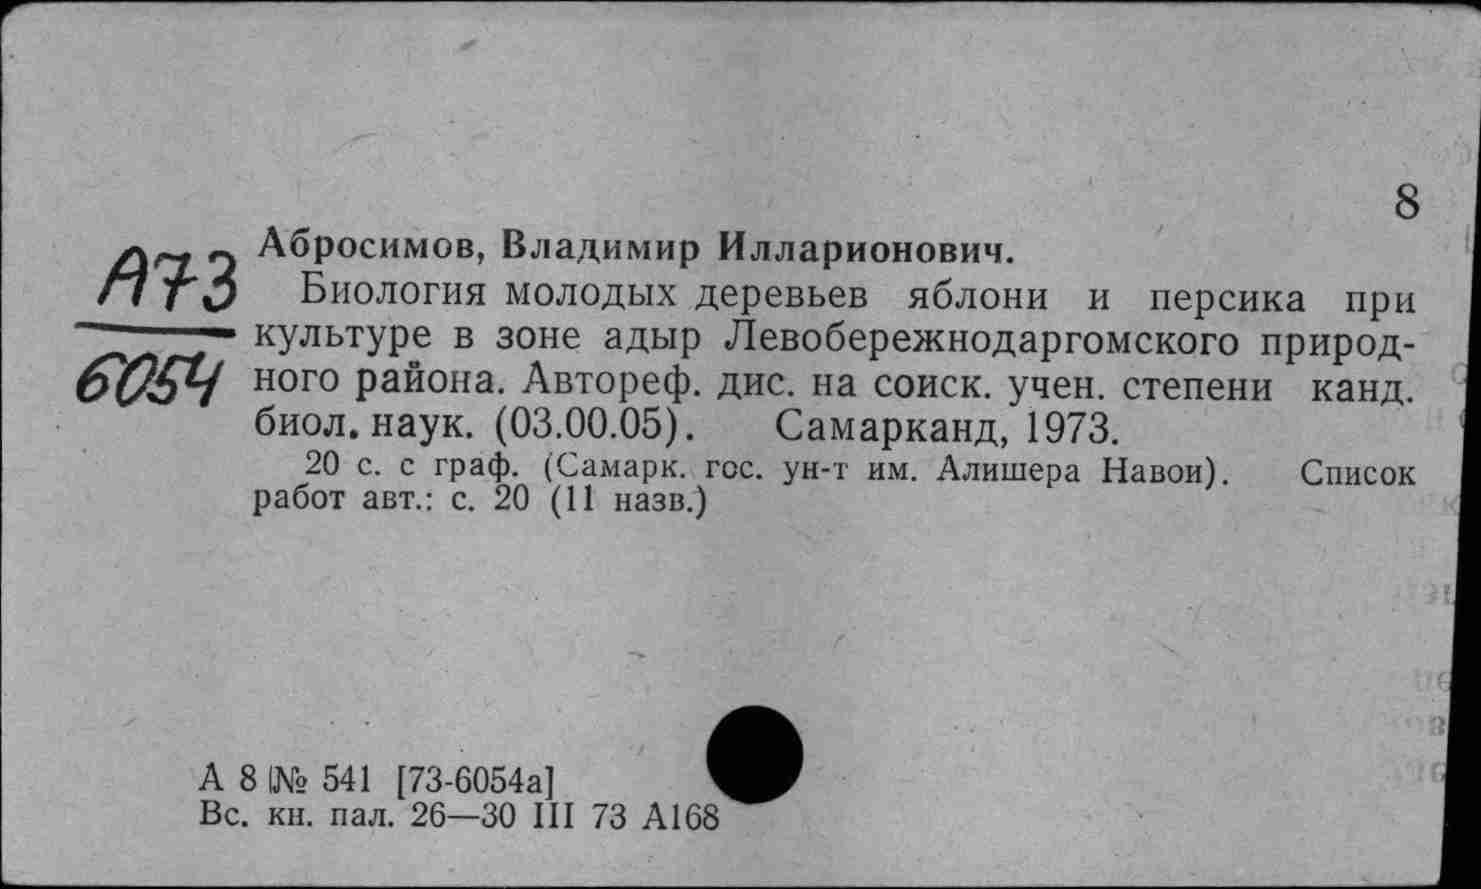 8
Абросимов, Владимир Илларионович.
А73
Биология молодых деревьев яблони и персика при
культуре в зоне адыр Левобережнодаргомского природ-
6054
ного района. Автореф. дис. на соиск. учен. степени канд.
биол. наук. (03.00.05). Самарканд, 1973.
20 с. с граф. (Самарк. гос. ун-т им. Алишера Навои). Список
работ авт.: с. 20 (11 назв.)
А 8 № 541 [73-6054а]
Вс. кн. пал. 26—30 III 73 А168